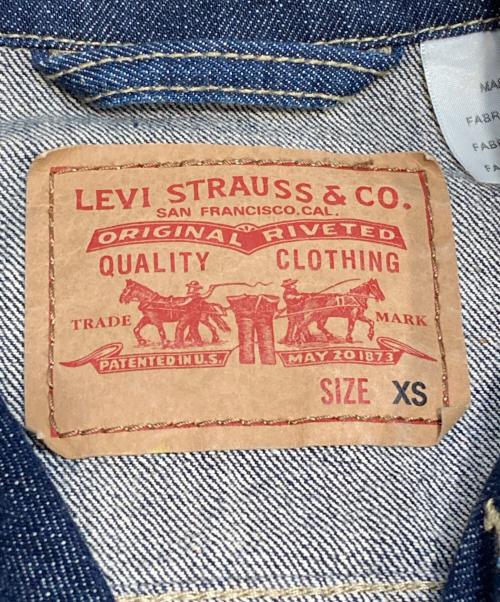 LEVI STRAUSS & CO.
SAN FRANCISCO, CAL.
ORIGINAL RIVETED
QUALITY CLOTHING
TRADE MARK
PATENTED IN U.S. MAY 20 1873
SIZE XS